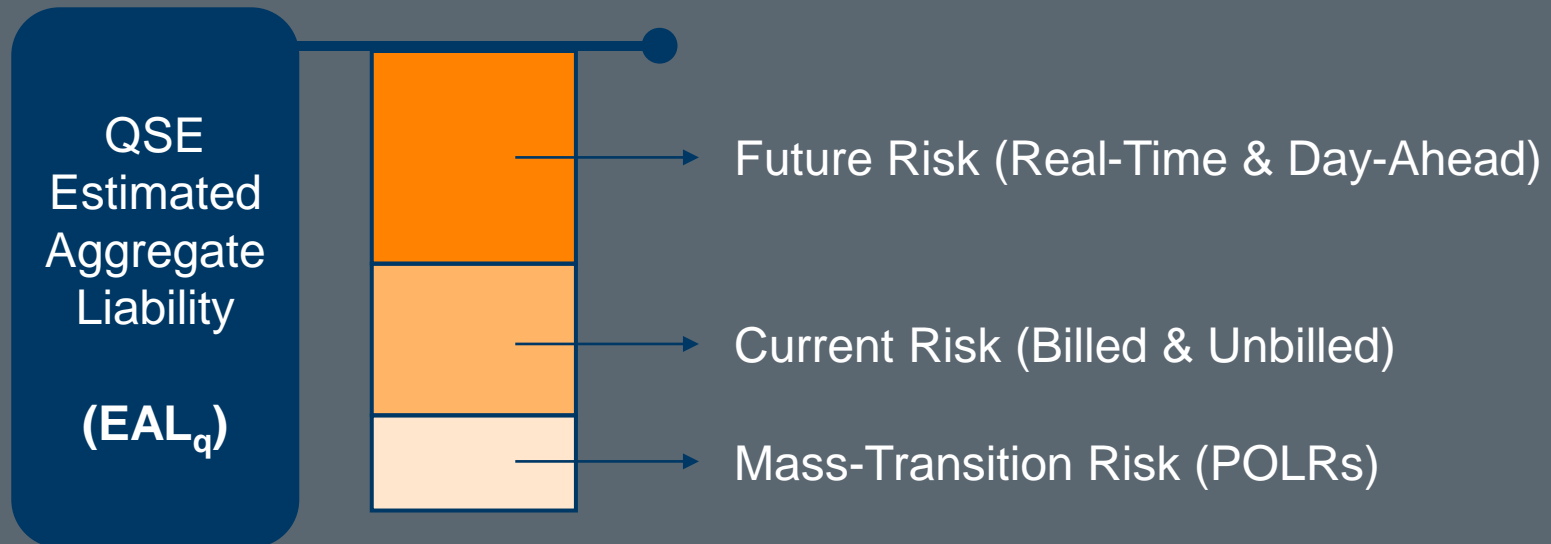 QSE
Estimated
Aggregate
Liability
(EALq)
Future Risk (Real-Time & Day-Ahead)
Current Risk (Billed & Unbilled)
Mass-Transition Risk (POLRs)